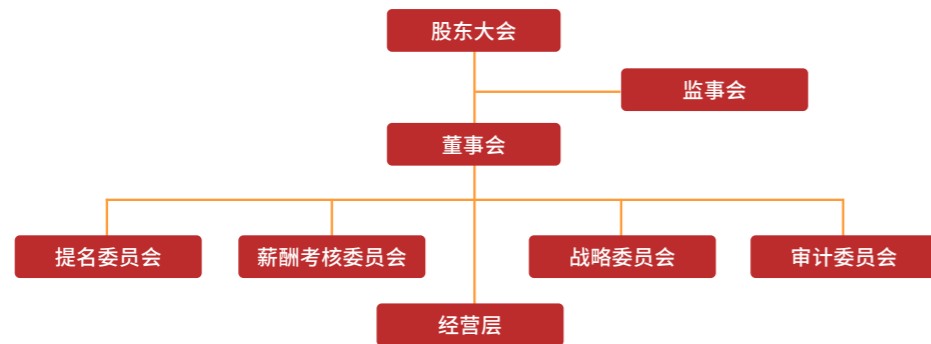 股东大会
监事会
董事会
提名委员会
薪酬考核委员会
战略委员会
审计委员会
经营层